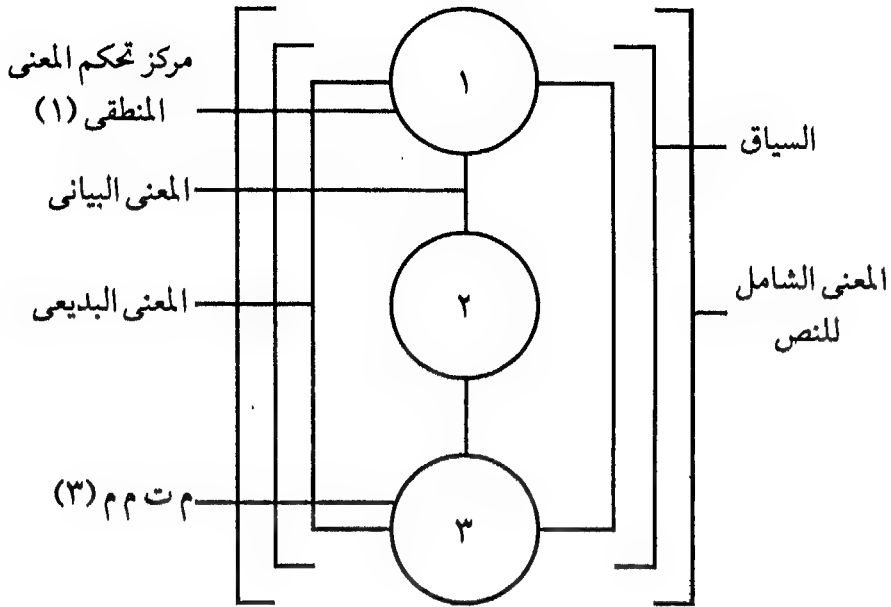 مركز تحكم المعنى
المنطقى (١)
١
السياق
المعنى البيانى
المعنى الشامل
للنص
٢
المعنى البديعى
م ت م م (٣)
٣